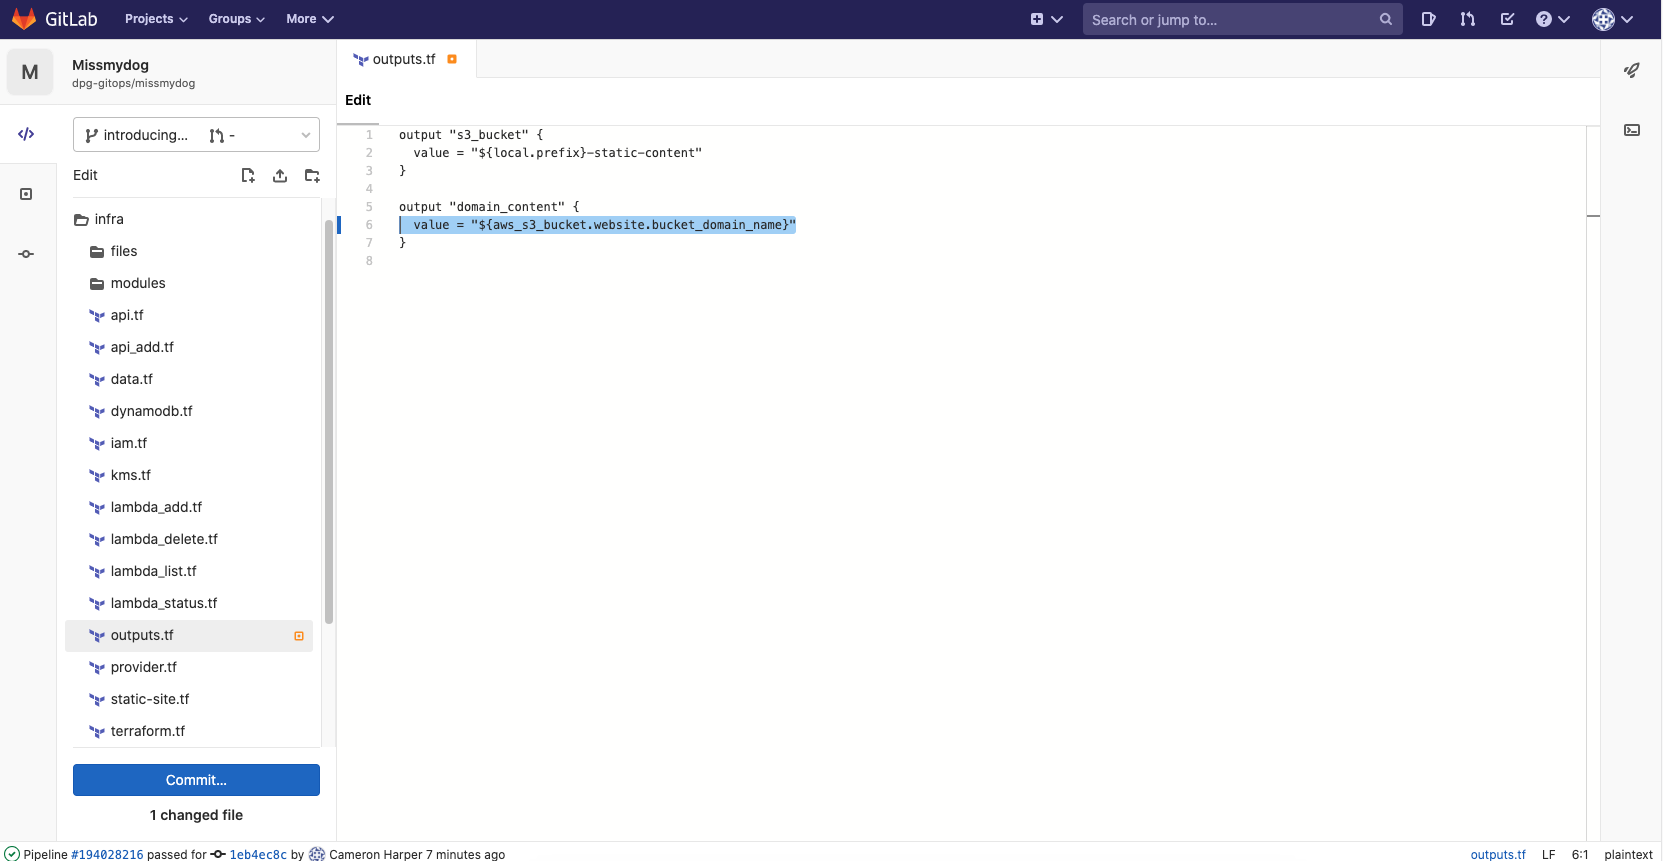 GitLab Projects Groups More Search or jump to...
M Missmydog
dpg-gitops/missmydog
introducing... -
Edit
infra
files
modules
api.tf
api_add.tf
data.tf
dynamodb.tf
iam.tf
kms.tf
lambda_add.tf
lambda_delete.tf
lambda_list.tf
lambda_status.tf
outputs.tf
provider.tf
static-site.tf
terraform.tf
Commit...
1 changed file
outputs.tf
Edit
1 output "s3_bucket" {
2 value = "${local.prefix}-static-content"
3 }
4
5 output "domain_content" {
6 value = "${aws_s3_bucket.website.bucket_domain_name}"
7 }
8
Pipeline #194028216 passed for 1eb4ec8c by Cameron Harper 7 minutes ago outputs.tf LF 6:1 plaintext